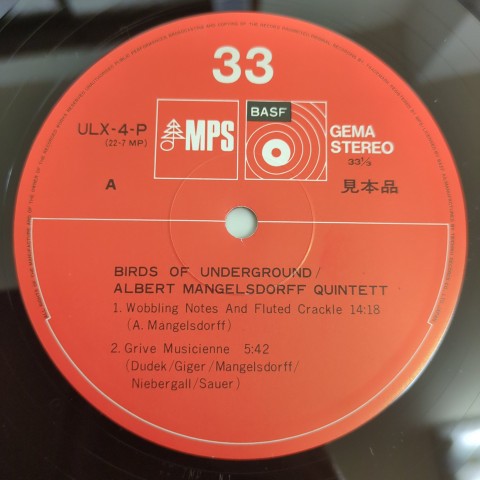 33
ULX-4-P
(22-7 MP)
MPS
BASF
GEMA
STEREO
33⅓
A
見本品
BIRDS OF UNDERGROUND/
ALBERT MANGELSDORFF QUINTETT
1. Wobbling Notes And Fluted Crackle 14:18
(A. Mangelsdorff)
2. Grive Musicienne 5:42
(Dudek/Giger/Mangelsdorff/
Niebergall/Sauer)